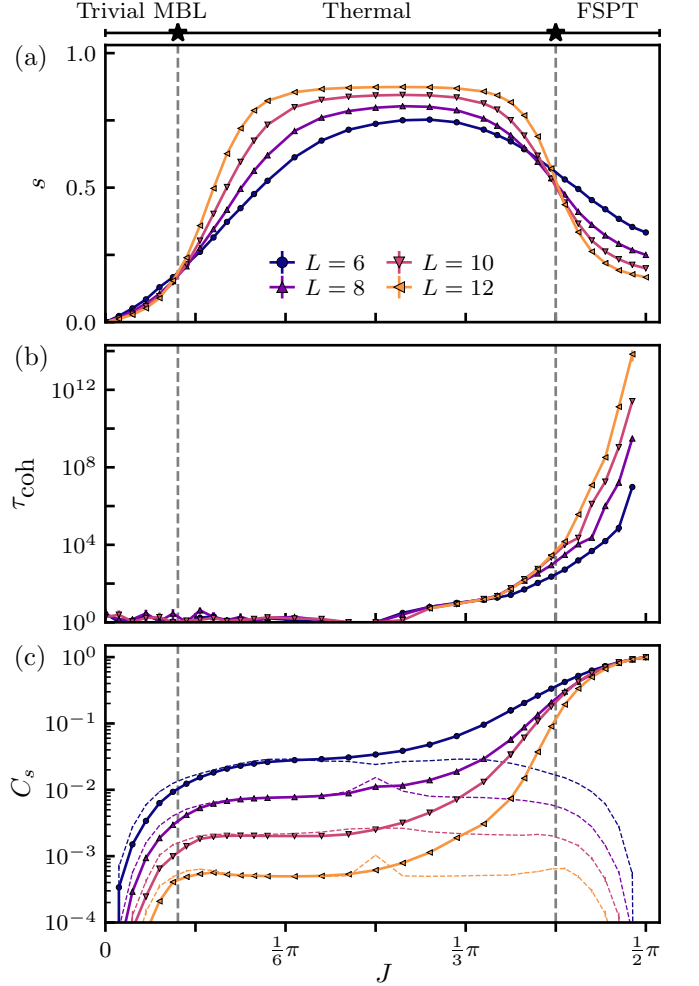 Trivial MBL Thermal FSPT
(a)
1.0
0.5
0.0
s
L = 6 L = 10
L = 8 L = 12
(b)
10^12
10^8
10^4
10^0
τcoh
(c)
10^0
10^−1
10^−2
10^−3
10^−4
C_s
0 1/6 π 1/3 π 1/2 π
J